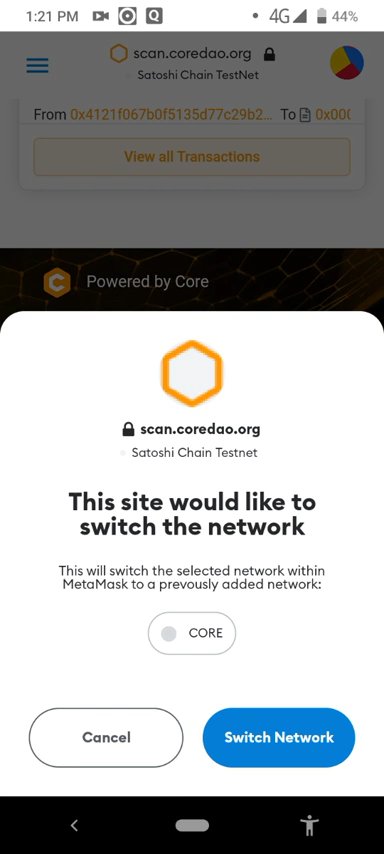 1:21 PM
4G 44%
scan.coredao.org
Satoshi Chain TestNet
From 0x4121f067b0f5135d77c29b2... To 0x000
View all Transactions
Powered by Core
scan.coredao.org
Satoshi Chain Testnet
This site would like to
switch the network
This will switch the selected network within
MetaMask to a prevously added network:
CORE
Cancel
Switch Network